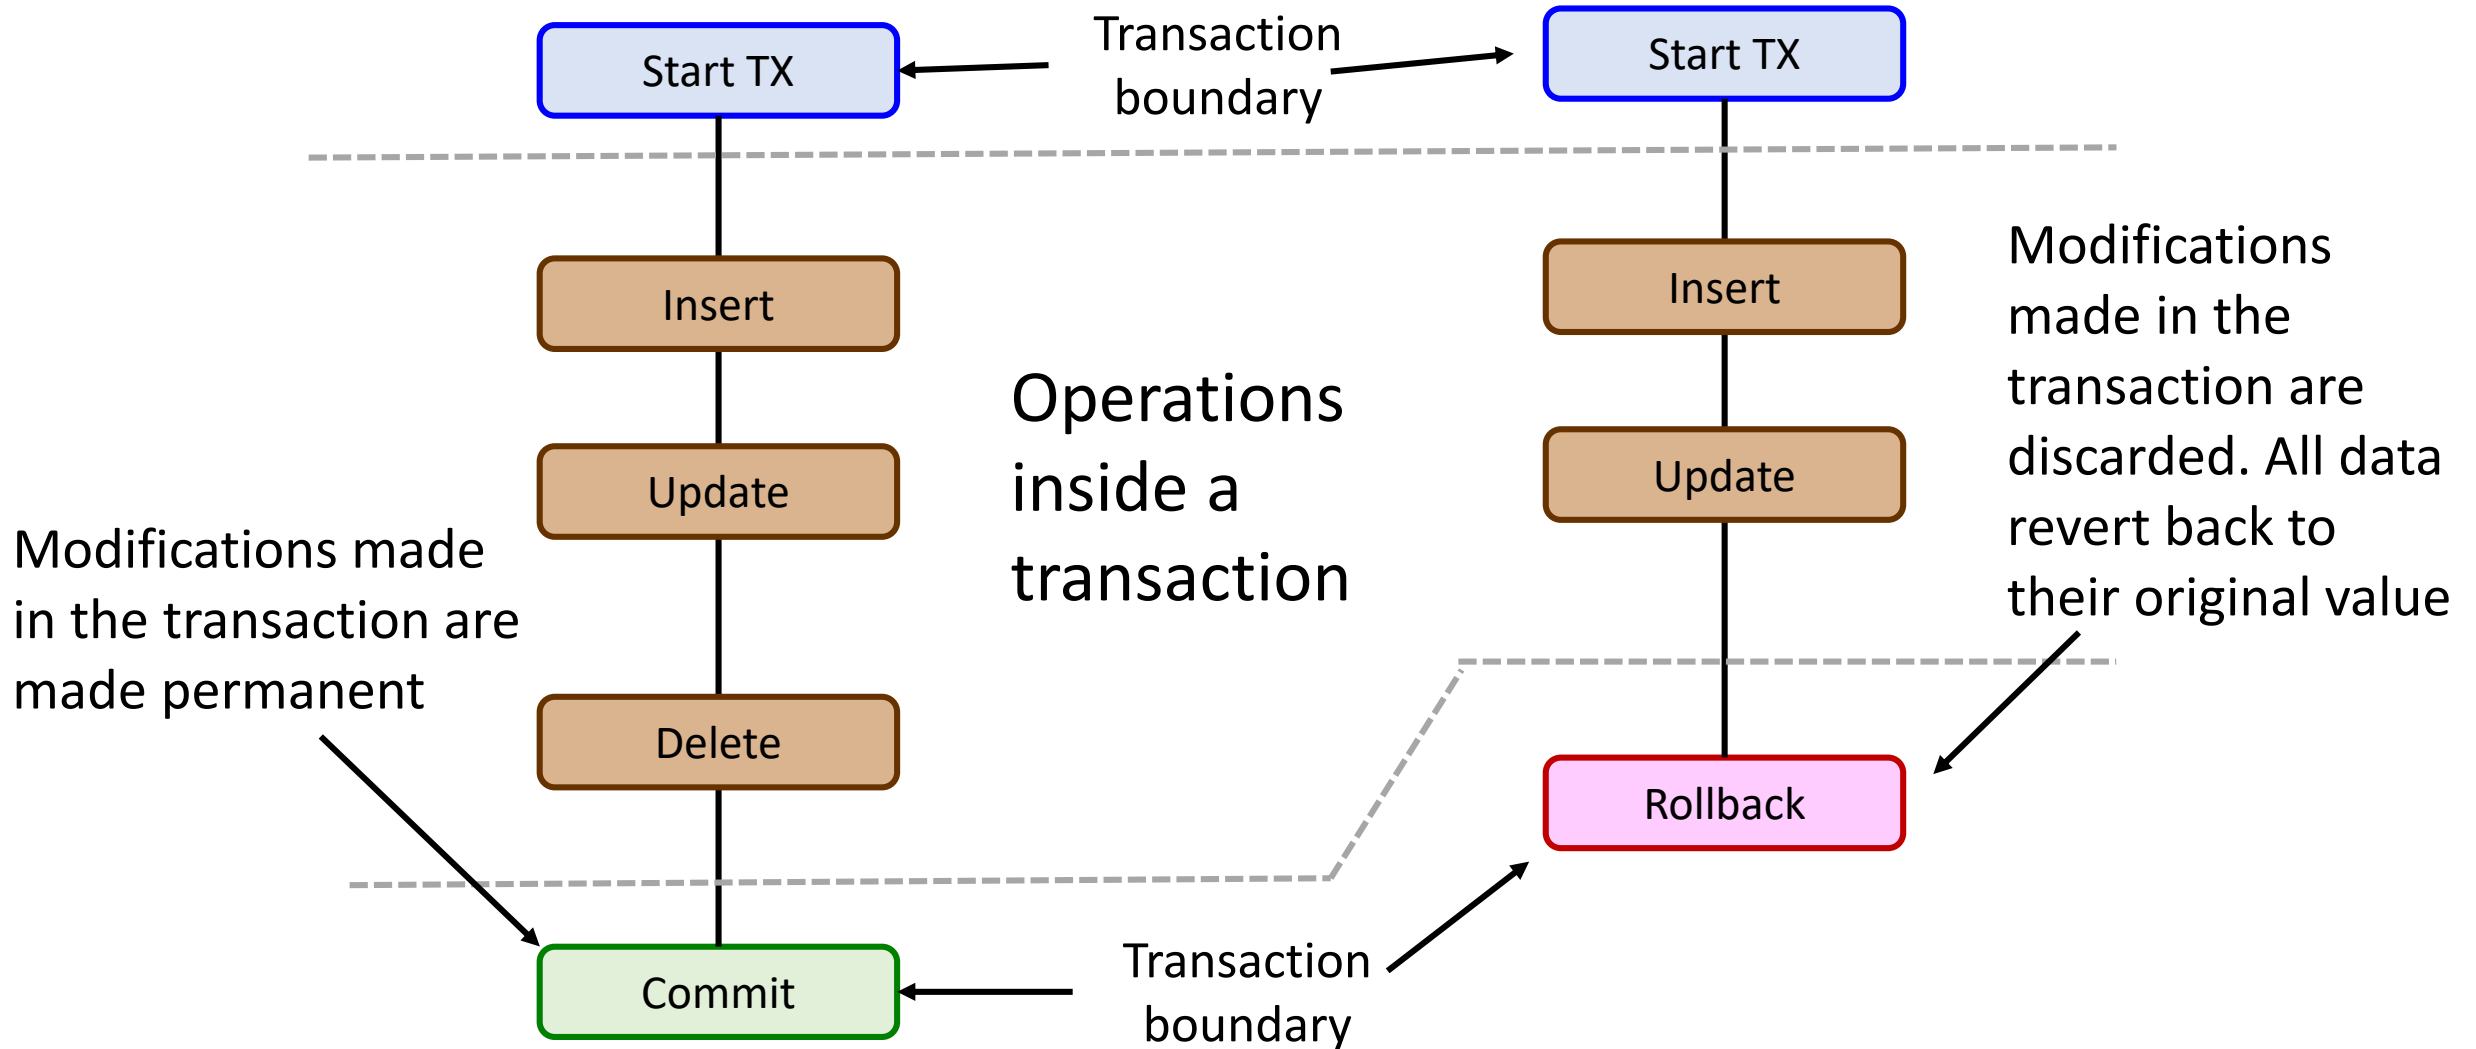 Start TX
Transaction
boundary
Start TX
Insert
Update
Delete
Commit
Modifications made
in the transaction are
made permanent
Operations
inside a
transaction
Insert
Update
Rollback
Modifications
made in the
transaction are
discarded. All data
revert back to
their original value
Transaction
boundary